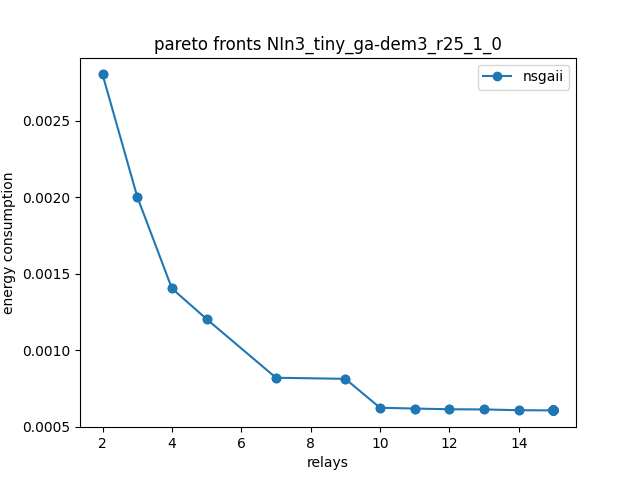 pareto fronts NIn3_tiny_ga-dem3_r25_1_0
nsgaii
energy consumption
0.0025
0.0020
0.0015
0.0010
0.0005
2 4 6 8 10 12 14
relays